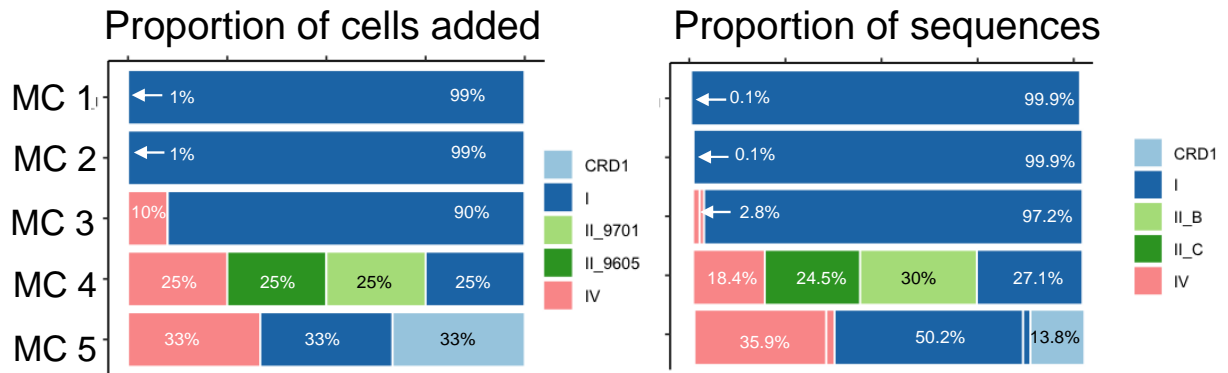 Proportion of cells added
Proportion of sequences
MC 1
1%
99%
0.1%
99.9%
MC 2
1%
99%
0.1%
99.9%
MC 3
10%
90%
2.8%
97.2%
MC 4
25%
25%
25%
25%
18.4%
24.5%
30%
27.1%
MC 5
33%
33%
33%
35.9%
50.2%
13.8%
CRD1
I
II_9701
II_9605
IV
CRD1
I
II_B
II_C
IV